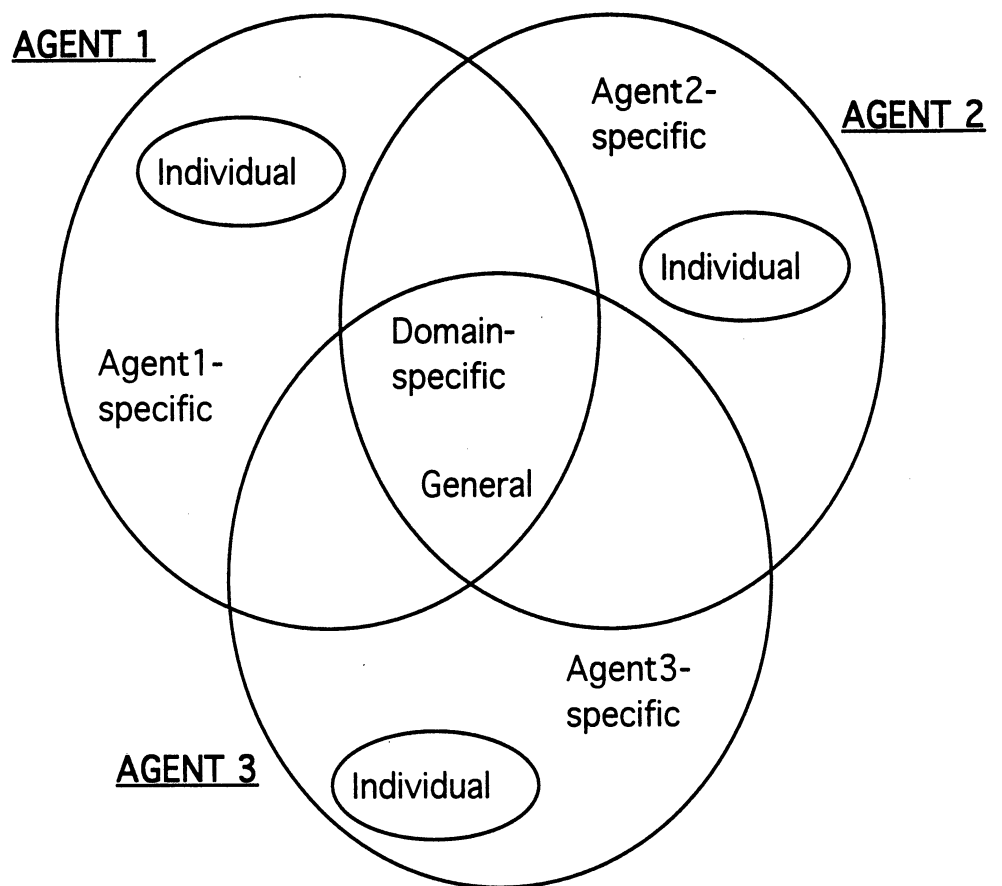 AGENT 1
Agent2-
specific
AGENT 2
Individual
Individual
Domain-
specific
Agent1-
specific
General
Agent3-
specific
AGENT 3
Individual